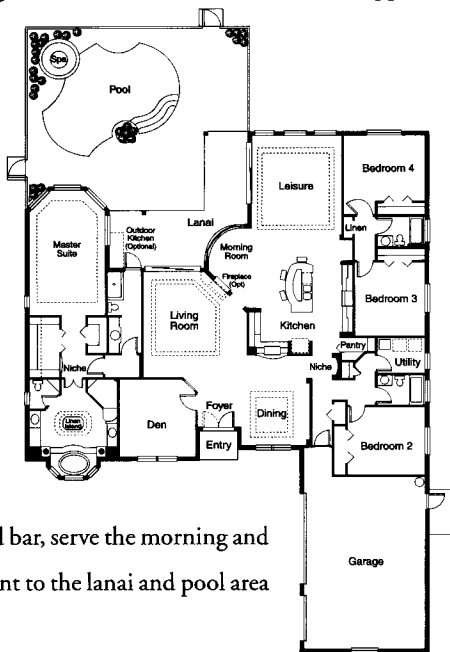 Spa
Pool
Bedroom 4
Leisure
Linen
Lanai
Outdoor
Kitchen
(Optional)
Master
Suite
Morning
Room
Fireplace
(Opt)
Bedroom 3
Living
Room
Kitchen
Pantry
Utility
Niche
Niche
Foyer
Dining
Den
Linen
Entry
Bedroom 2
bar, serve the morning and
to the lanai and pool area
Garage